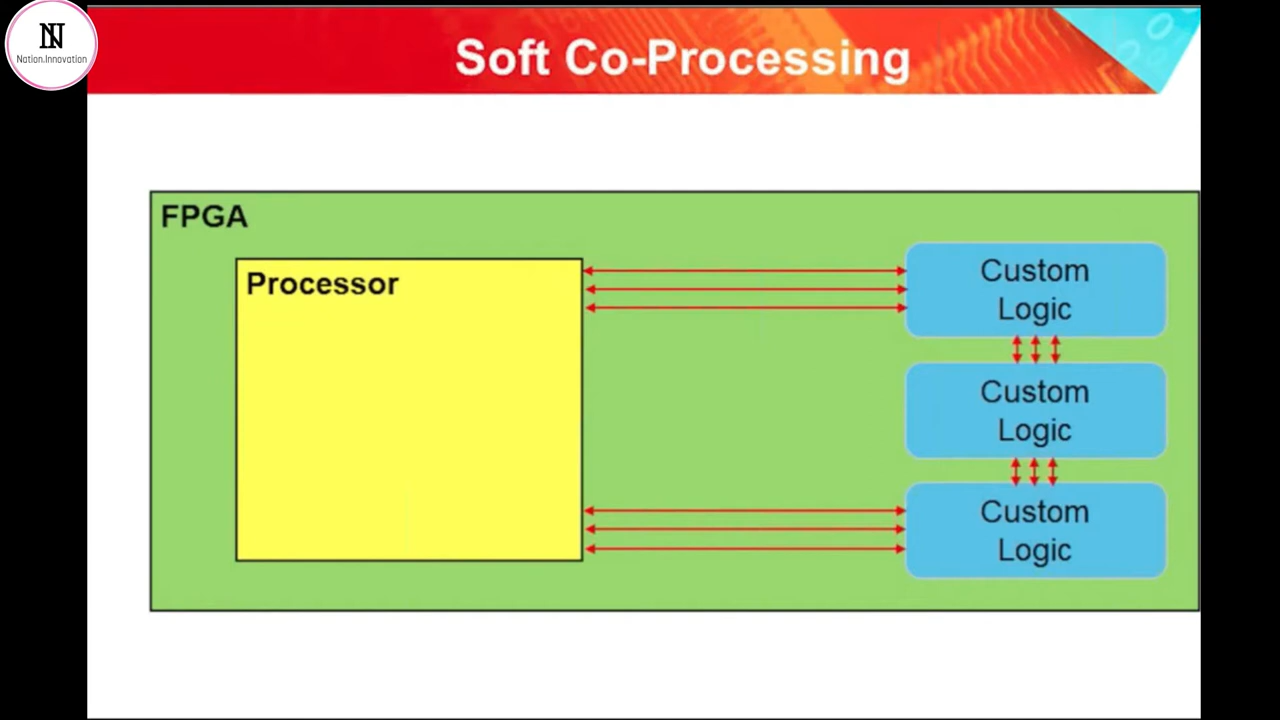 N
Nation.Innovation
Soft Co-Processing
FPGA
Processor
Custom
Logic
Custom
Logic
Custom
Logic